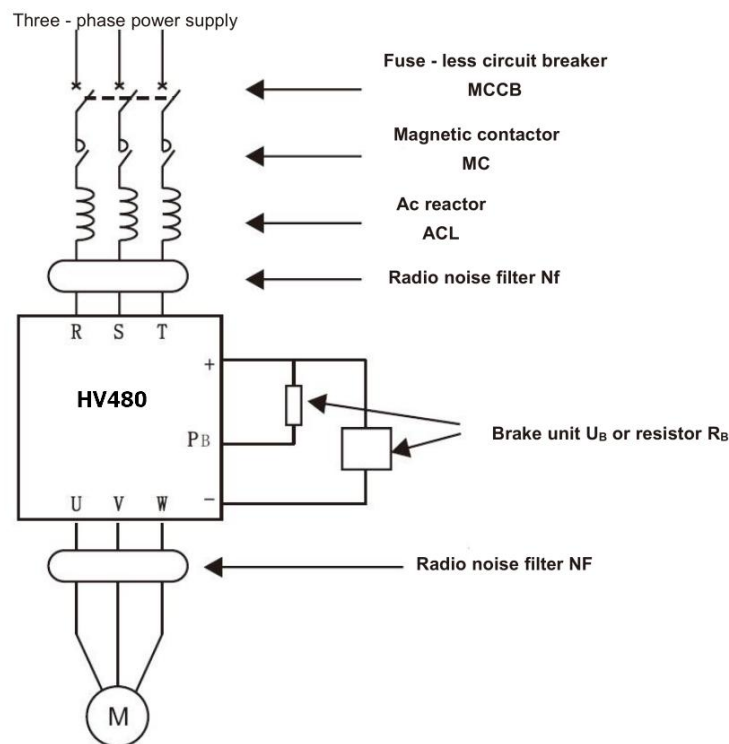 Three - phase power supply
Fuse - less circuit breaker
MCCB
Magnetic contactor
MC
Ac reactor
ACL
Radio noise filter Nf
R S T
+
HV480
PB
Brake unit UB or resistor RB
U V W
−
Radio noise filter NF
M